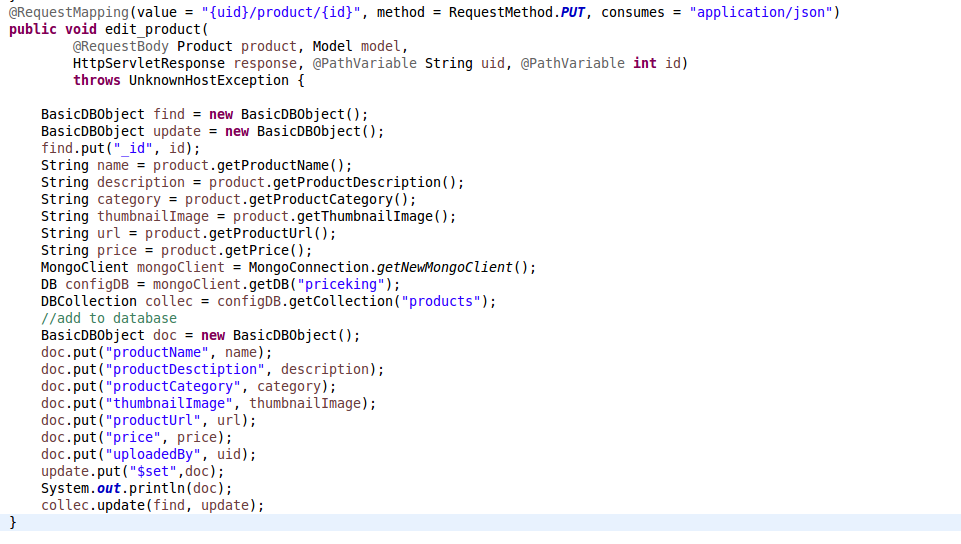 @RequestMapping(value = "{uid}/product/{id}", method = RequestMethod.PUT, consumes = "application/json")
public void edit_product(
        @RequestBody Product product, Model model,
        HttpServletResponse response, @PathVariable String uid, @PathVariable int id)
        throws UnknownHostException {

    BasicDBObject find = new BasicDBObject();
    BasicDBObject update = new BasicDBObject();
    find.put("_id", id);
    String name = product.getProductName();
    String description = product.getProductDescription();
    String category = product.getProductCategory();
    String thumbnailImage = product.getThumbnailImage();
    String url = product.getProductUrl();
    String price = product.getPrice();
    MongoClient mongoClient = MongoConnection.getNewMongoClient();
    DB configDB = mongoClient.getDB("priceking");
    DBCollection collec = configDB.getCollection("products");
    //add to database
    BasicDBObject doc = new BasicDBObject();
    doc.put("productName", name);
    doc.put("productDesctiption", description);
    doc.put("productCategory", category);
    doc.put("thumbnailImage", thumbnailImage);
    doc.put("productUrl", url);
    doc.put("price", price);
    doc.put("uploadedBy", uid);
    update.put("$set",doc);
    System.out.println(doc);
    collec.update(find, update);
}